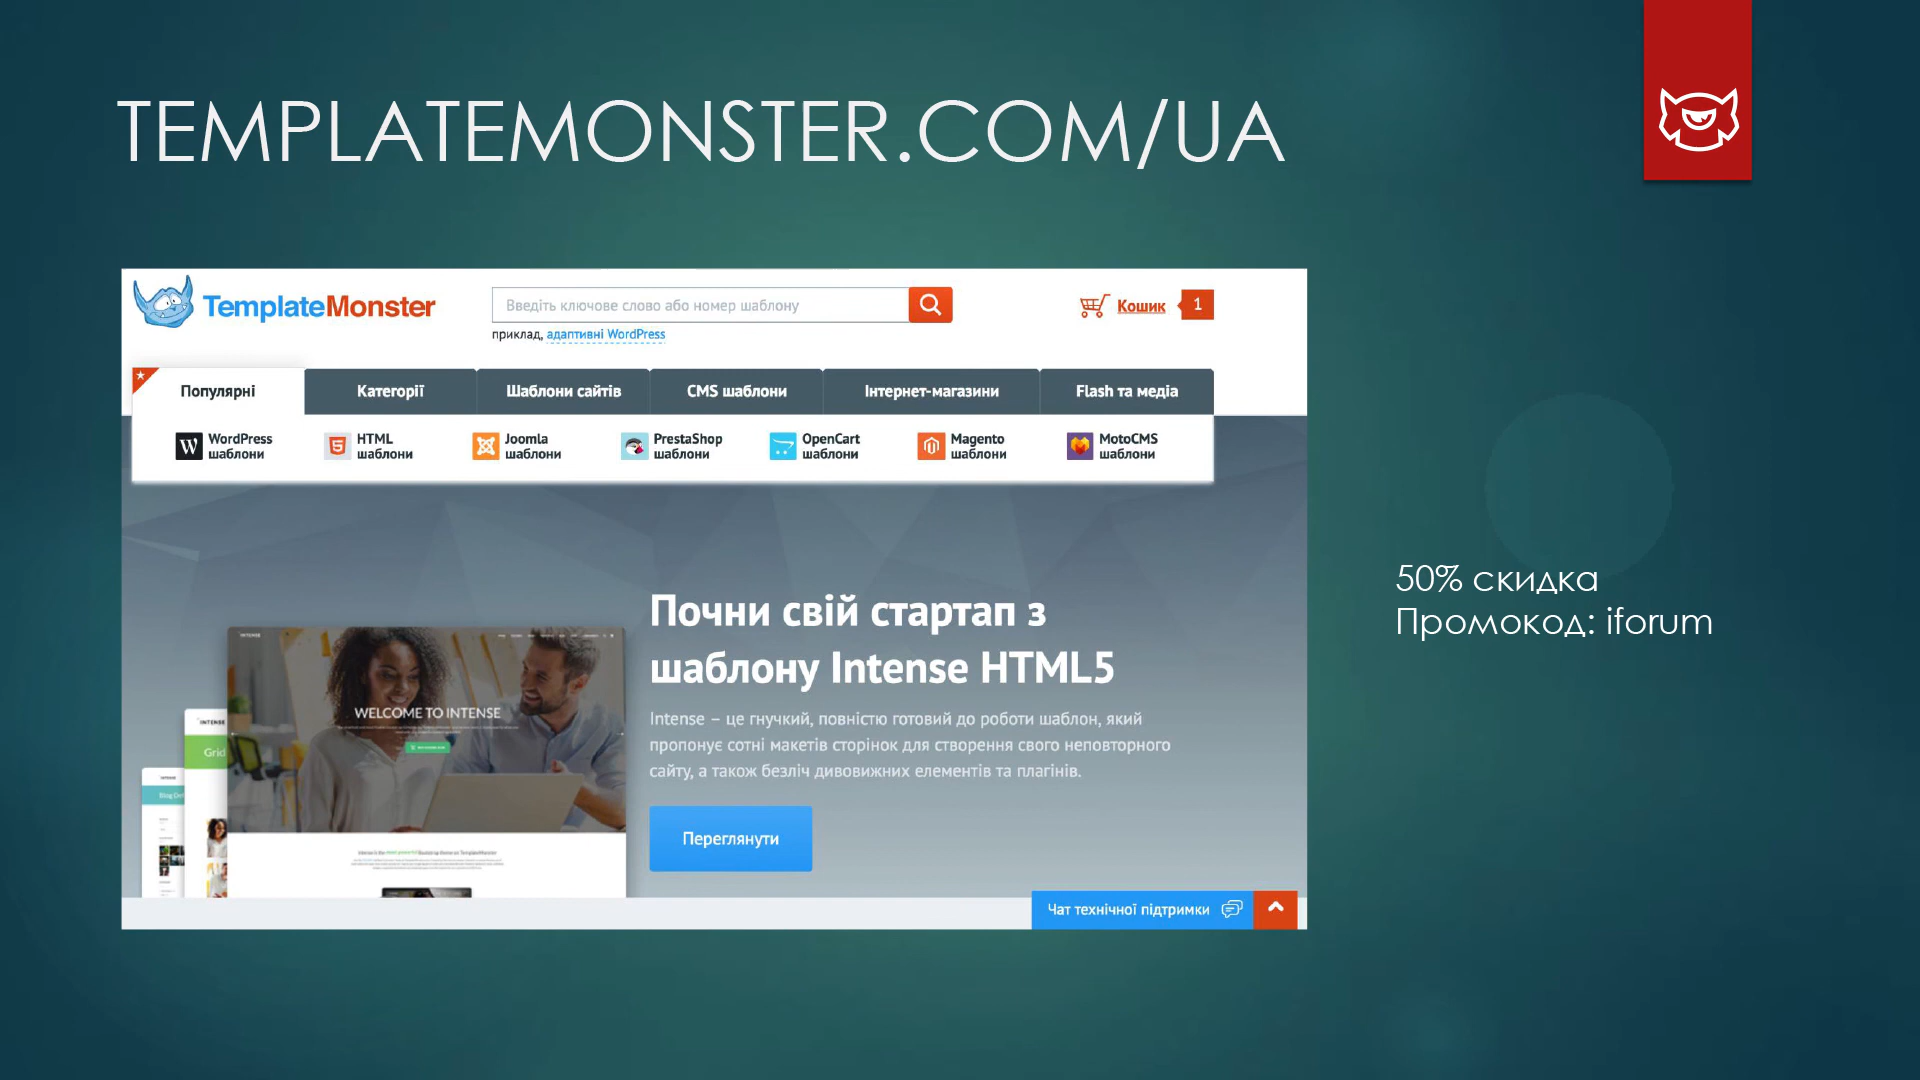 TEMPLATEMONSTER.COM/UA
TemplateMonster
Введіть ключове слово або номер шаблону
приклад, адаптивні WordPress
Кошик
1
Популярні
Категорії
Шаблони сайтів
CMS шаблони
Інтернет-магазини
Flash та медіа
WordPress
шаблони
HTML
шаблони
Joomla
шаблони
PrestaShop
шаблони
OpenCart
шаблони
Magento
шаблони
MotoCMS
шаблони
Почни свій стартап з
шаблону Intense HTML5
Intense – це гнучкий, повністю готовий до роботи шаблон, який
пропонує сотні макетів сторінок для створення свого неповторного
сайту, а також безліч дивовижних елементів та плагінів.
Переглянути
INTENSE
WELCOME TO INTENSE
INTENSE
Grid
INTENSE
Чат технічної підтримки
50% скидка
Промокод: iforum